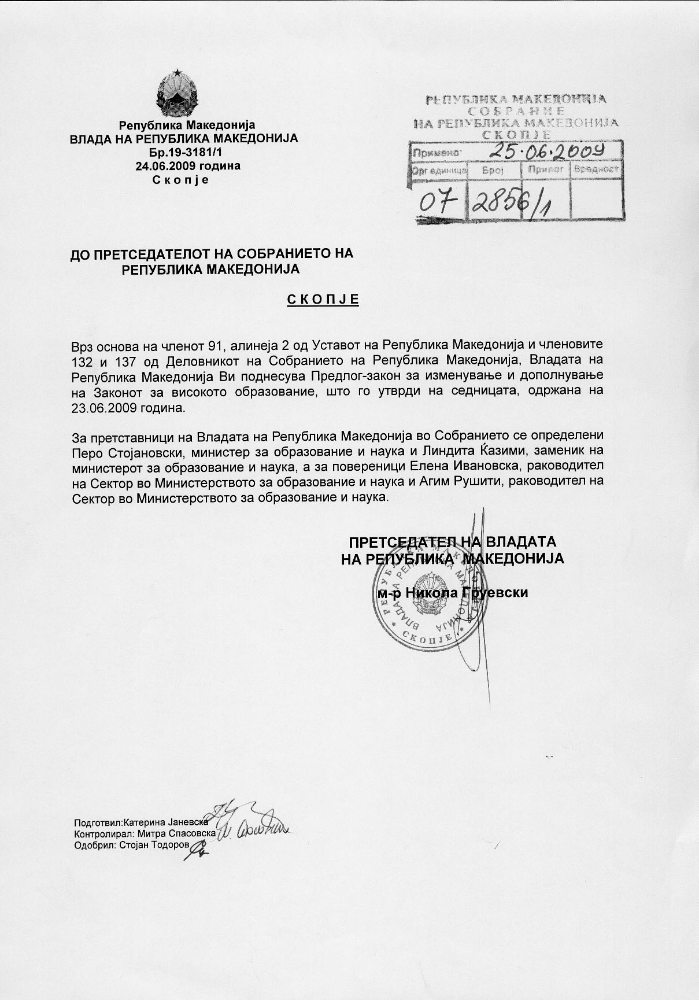 Република Македонија
ВЛАДА НА РЕПУБЛИКА МАКЕДОНИЈА
Бр.19-3181/1
24.06.2009 година
С к о п ј е
РЕПУБЛИКА МАКЕДОНИЈА
СОБРАНИЕ
НА РЕПУБЛИКА МАКЕДОНИЈА
СКОПЈЕ
Примено: 25.06.2009
Орг единица Број Прилог Вредност
07 2856/1
ДО ПРЕТСЕДАТЕЛОТ НА СОБРАНИЕТО НА
РЕПУБЛИКА МАКЕДОНИЈА
С К О П Ј Е
Врз основа на членот 91, алинеја 2 од Уставот на Република Македонија и членовите
132 и 137 од Деловникот на Собранието на Република Македонија, Владата на
Република Македонија Ви поднесува Предлог-закон за изменување и дополнување
на Законот за високото образование, што го утврди на седницата, одржана на
23.06.2009 година.
За претставници на Владата на Република Македонија во Собранието се определени
Перо Стојановски, министер за образование и наука и Линдита Ќазими, заменик на
министерот за образование и наука, а за повереници Елена Ивановска, раководител
на Сектор во Министерството за образование и наука и Агим Рушити, раководител на
Сектор во Министерството за образование и наука.
ПРЕТСЕДАТЕЛ НА ВЛАДАТА
НА РЕПУБЛИКА МАКЕДОНИЈА
м-р Никола Груевски
РЕПУБЛИКА МАКЕДОНИЈА
ВЛАДА НА РЕПУБЛИКА МАКЕДОНИЈА
СКОПЈЕ
Подготвил:Катерина Јаневска
Контролирал: Митра Спасовска
Одобрил: Стојан Тодоров